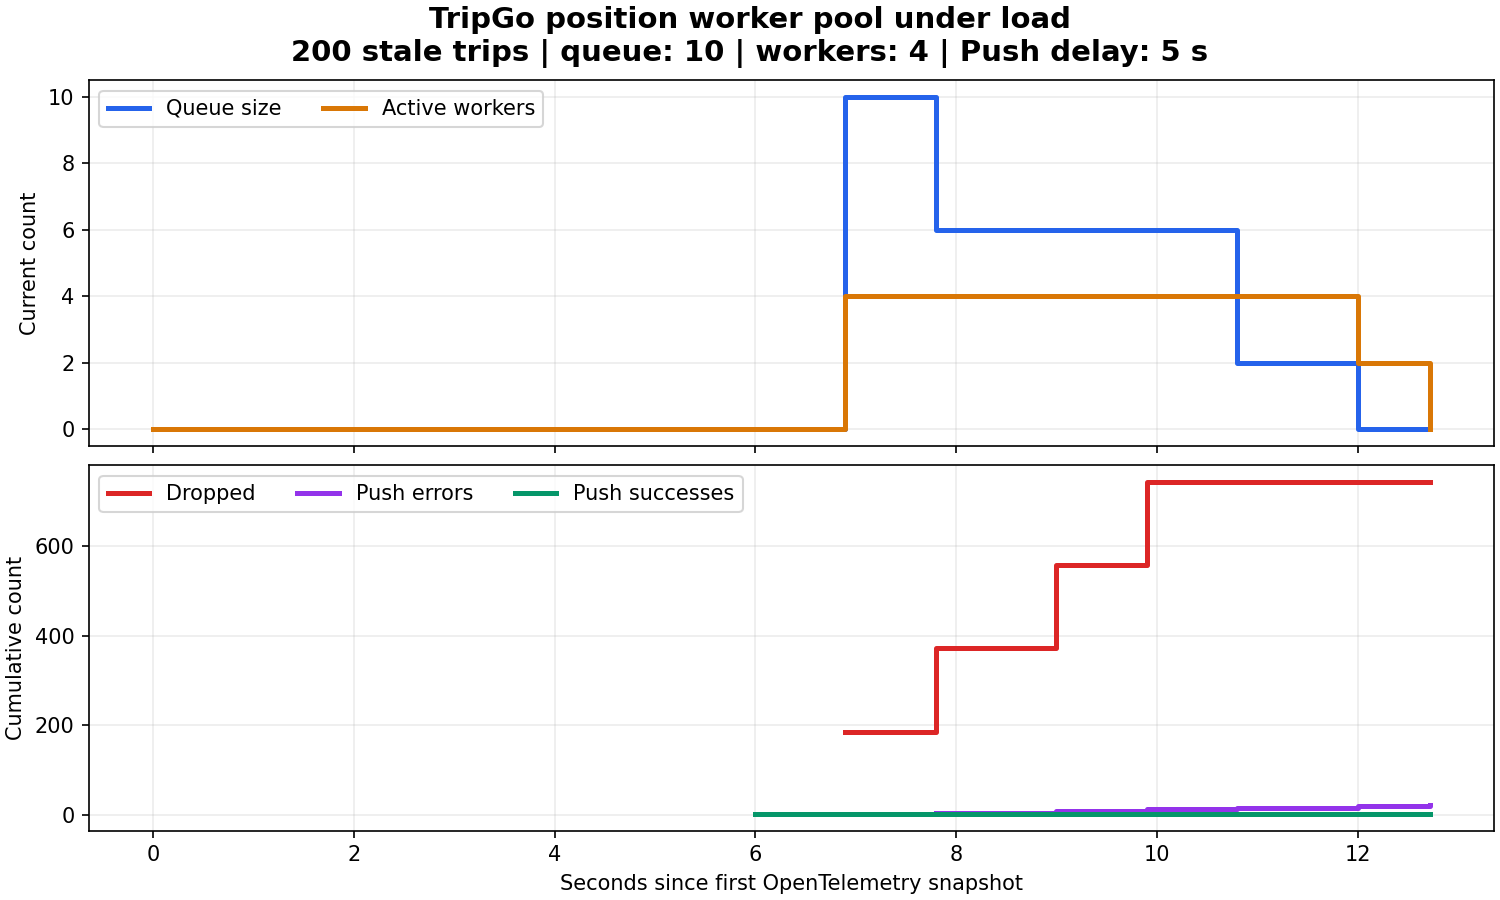 TripGo position worker pool under load
200 stale trips | queue: 10 | workers: 4 | Push delay: 5 s
Queue size Active workers
10
8
6
4
2
0
Current count
Dropped Push errors Push successes
600
400
200
0
Cumulative count
0 2 4 6 8 10 12
Seconds since first OpenTelemetry snapshot